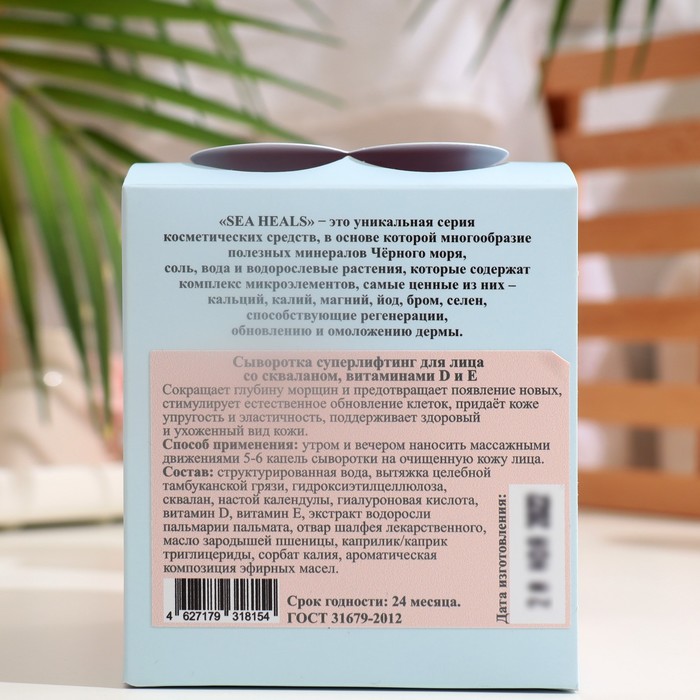 «SEA HEALS» – это уникальная серия
косметических средств, в основе которой многообразие
полезных минералов Чёрного моря,
соль, вода и водорослевые растения, которые содержат
комплекс микроэлементов, самые ценные из них –
кальций, калий, магний, йод, бром, селен,
способствующие регенерации,
обновлению и омоложению дермы.
Сыворотка суперлифтинг для лица
со скваланом, витаминами D и E
Сокращает глубину морщин и предотвращает появление новых,
стимулирует естественное обновление клеток, придаёт коже
упругость и эластичность, поддерживает здоровый
и ухоженный вид кожи.
Способ применения: утром и вечером наносить массажными
движениями 5-6 капель сыворотки на очищенную кожу лица.
Состав: структурированная вода, вытяжка целебной
тамбуканской грязи, гидроксиэтилцеллюлоза,
сквалан, настой календулы, гиалуроновая кислота,
витамин D, витамин E, экстракт водоросли
пальмарии пальмата, отвар шалфея лекарственного,
масло зародышей пшеницы, каприлик/каприк
триглицериды, сорбат калия, ароматическая
композиция эфирных масел.
4 627179 318154
Срок годности: 24 месяца.
ГОСТ 31679-2012
Дата изготовления: